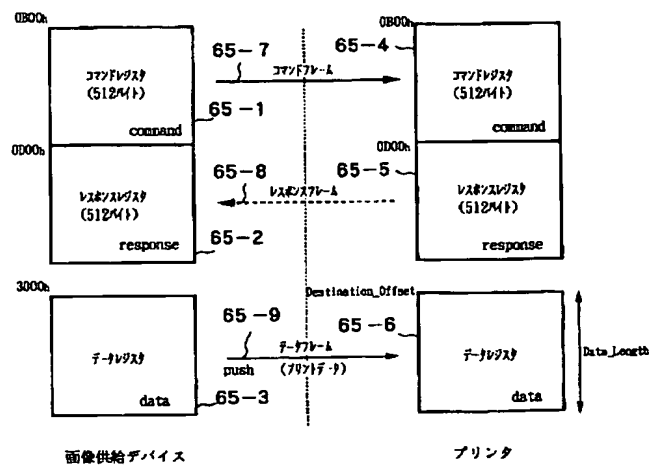 0B00h
0B00h
65-7
65-4
コマンドフレーム
コマンドレジスタ
(512バイト)
コマンドレジスタ
(512バイト)
65-1
command
command
0D00h
0D00h
65-8
65-5
レスポンスフレーム
レスポンスレジスタ
(512バイト)
レスポンスレジスタ
(512バイト)
response
response
65-2
3000h
Destination_Offset
65-9
65-6
データフレーム
push
(プリントデータ)
データレジスタ
データレジスタ
Data_Length
data
data
65-3
画像供給デバイス
プリンタ